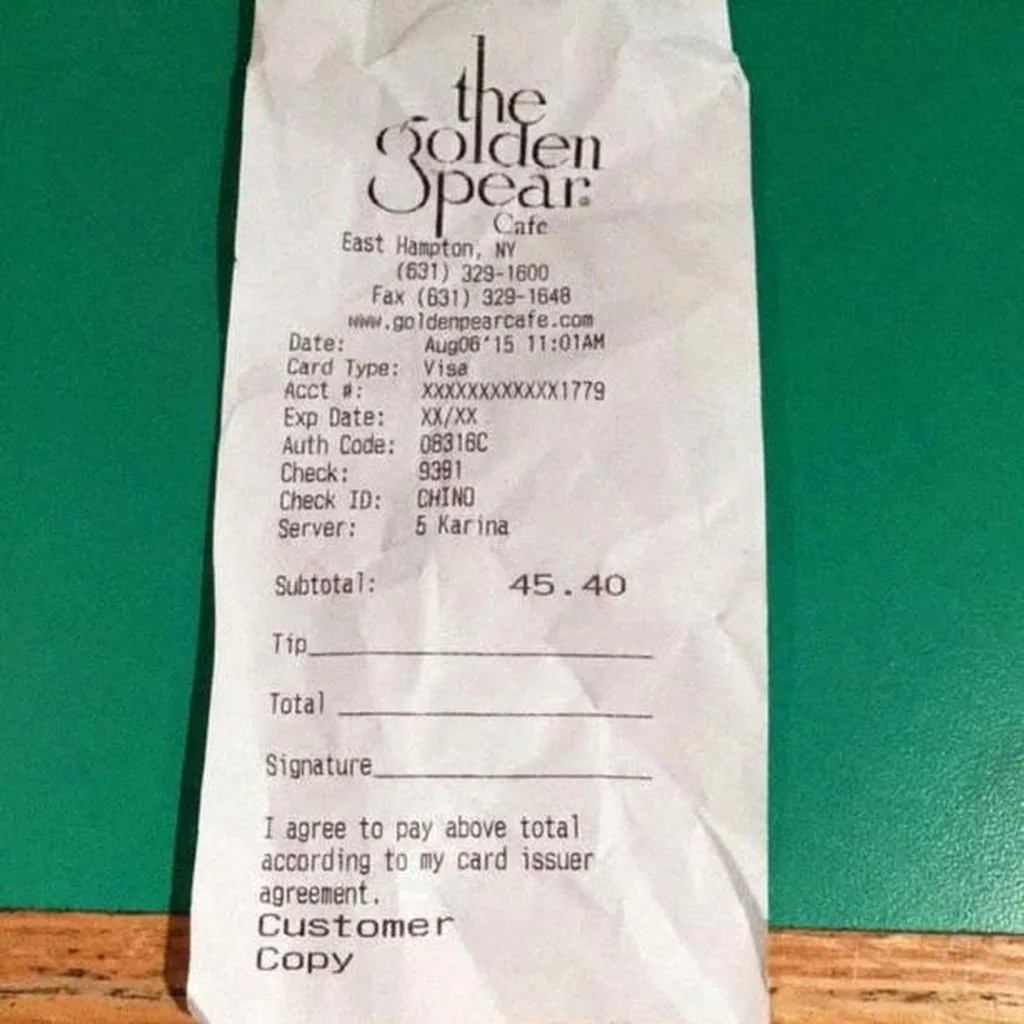 the
golden
Spear
Cafe
East Hampton, NY
(631) 329-1600
Fax (631) 329-1648
www.goldenpearcafe.com
Date: Aug06'15 11:01AM
Card Type: Visa
Acct #: XXXXXXXXXXXX1779
Exp Date: XX/XX
Auth Code: 08316C
Check: 9391
Check ID: CHINO
Server: 5 Karina
Subtotal: 45.40
Tip
Total
Signature
I agree to pay above total
according to my card issuer
agreement.
Customer
Copy